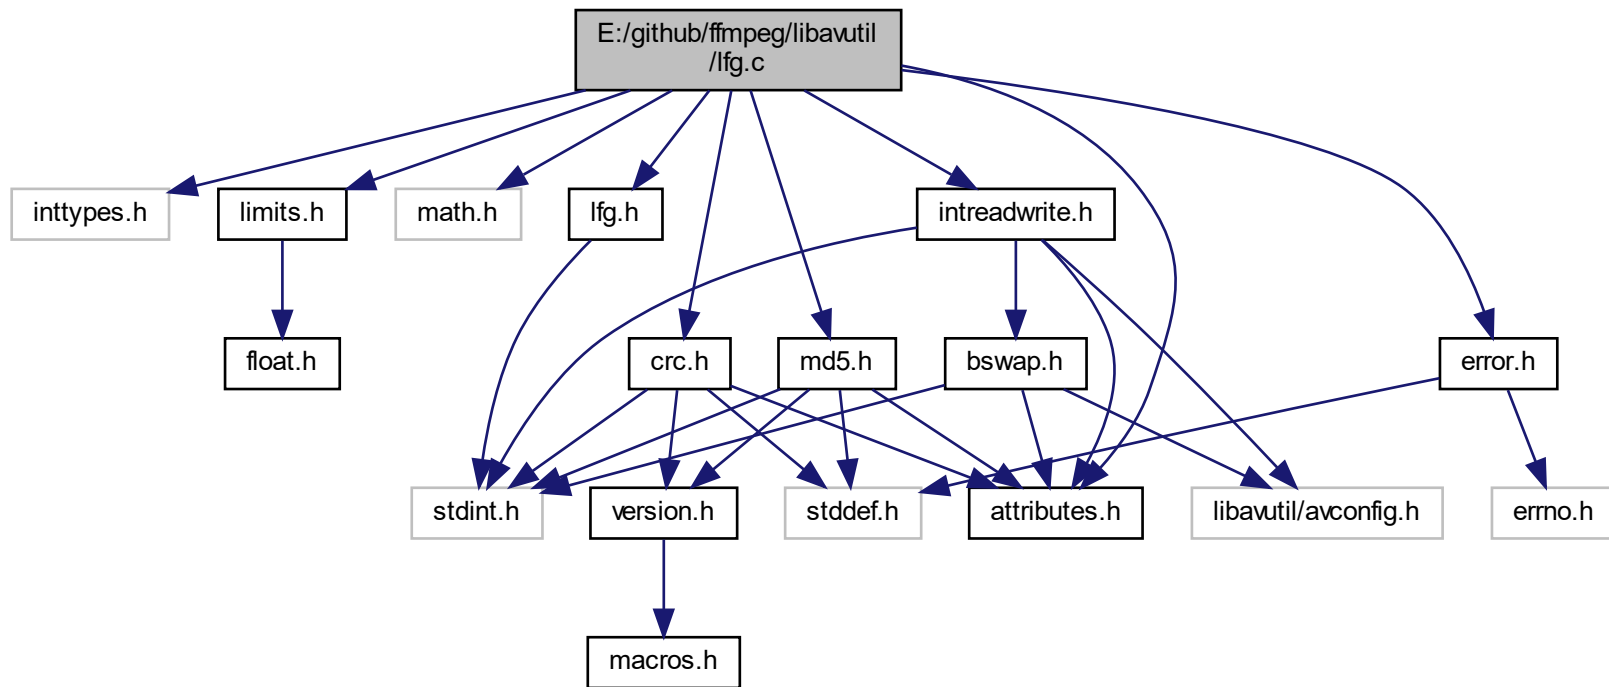 E:/github/ffmpeg/libavutil
/lfg.c
inttypes.h
limits.h
math.h
lfg.h
intreadwrite.h
float.h
crc.h
md5.h
bswap.h
error.h
stdint.h
version.h
stddef.h
attributes.h
libavutil/avconfig.h
errno.h
macros.h